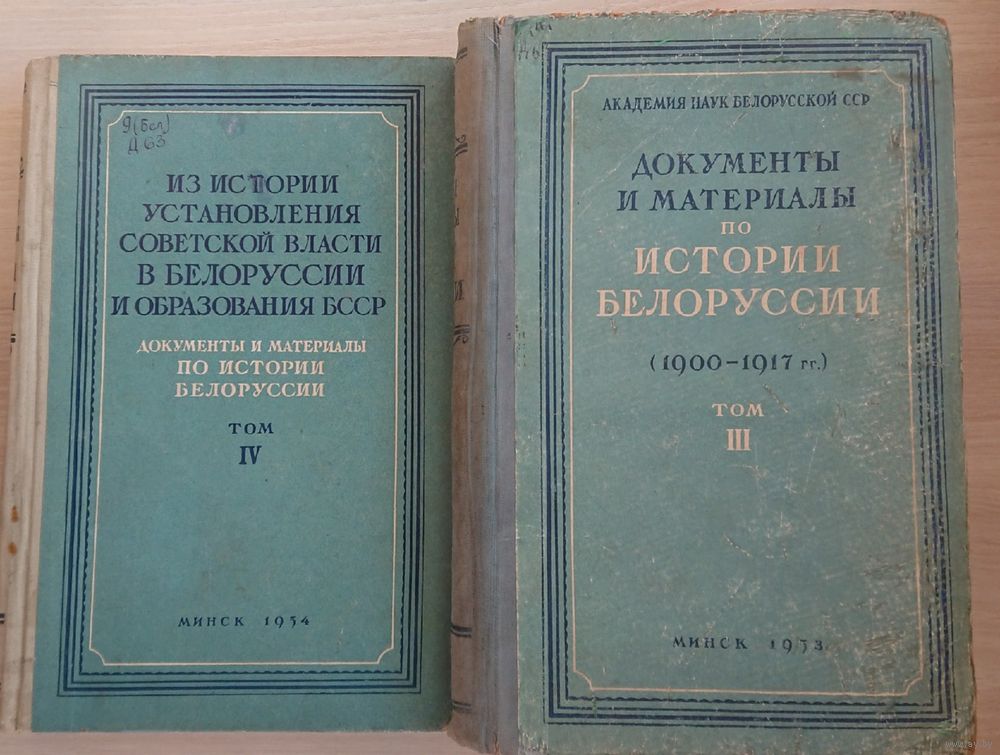 9(бел)
Д63
ИЗ ИСТОРИИ
УСТАНОВЛЕНИЯ
СОВЕТСКОЙ ВЛАСТИ
В БЕЛОРУССИИ
И ОБРАЗОВАНИЯ БССР
ДОКУМЕНТЫ И МАТЕРИАЛЫ
ПО ИСТОРИИ
БЕЛОРУССИИ
ТОМ
IV
МИНСК 1954
АКАДЕМИЯ НАУК БЕЛОРУССКОЙ ССР
ДОКУМЕНТЫ
И МАТЕРИАЛЫ
ПО
ИСТОРИИ
БЕЛОРУССИИ
(1900-1917 гг.)
ТОМ
III
МИНСК 1953